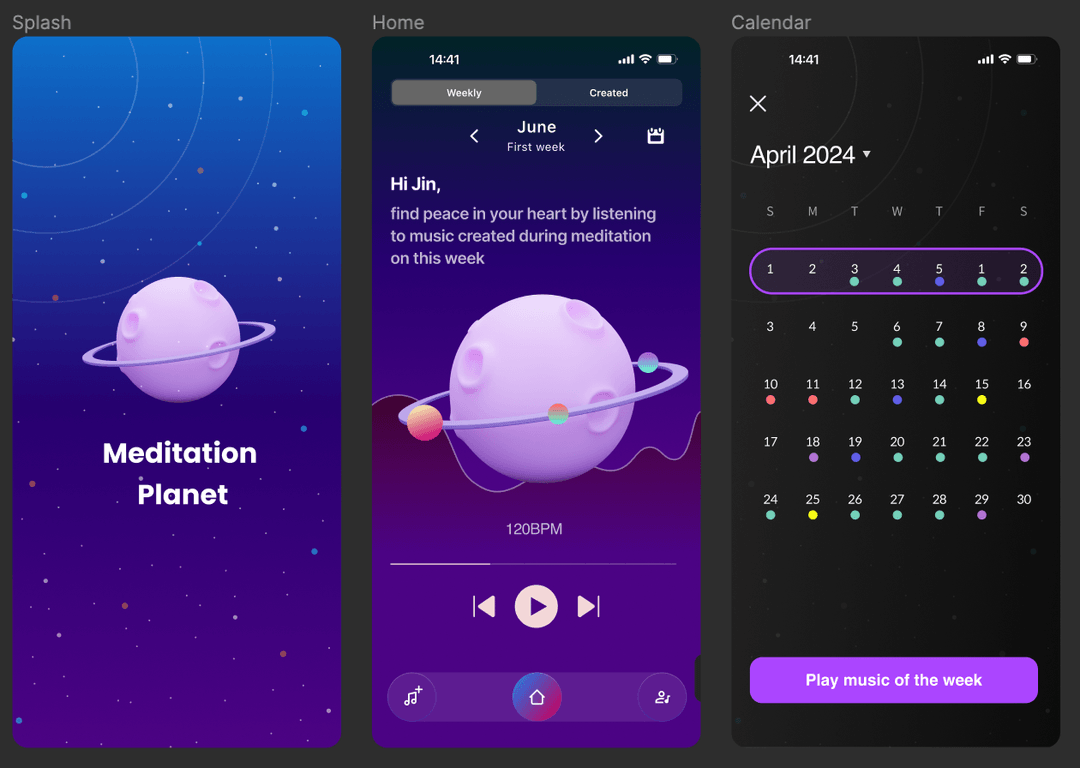 Splash
Meditation
Planet
Home
14:41
Weekly Created
June
First week
Hi Jin,
find peace in your heart by listening
to music created during meditation
on this week
120BPM
Calendar
14:41
April 2024
S M T W T F S
1 2 3 4 5 1 2
3 4 5 6 7 8 9
10 11 12 13 14 15 16
17 18 19 20 21 22 23
24 25 26 27 28 29 30
Play music of the week